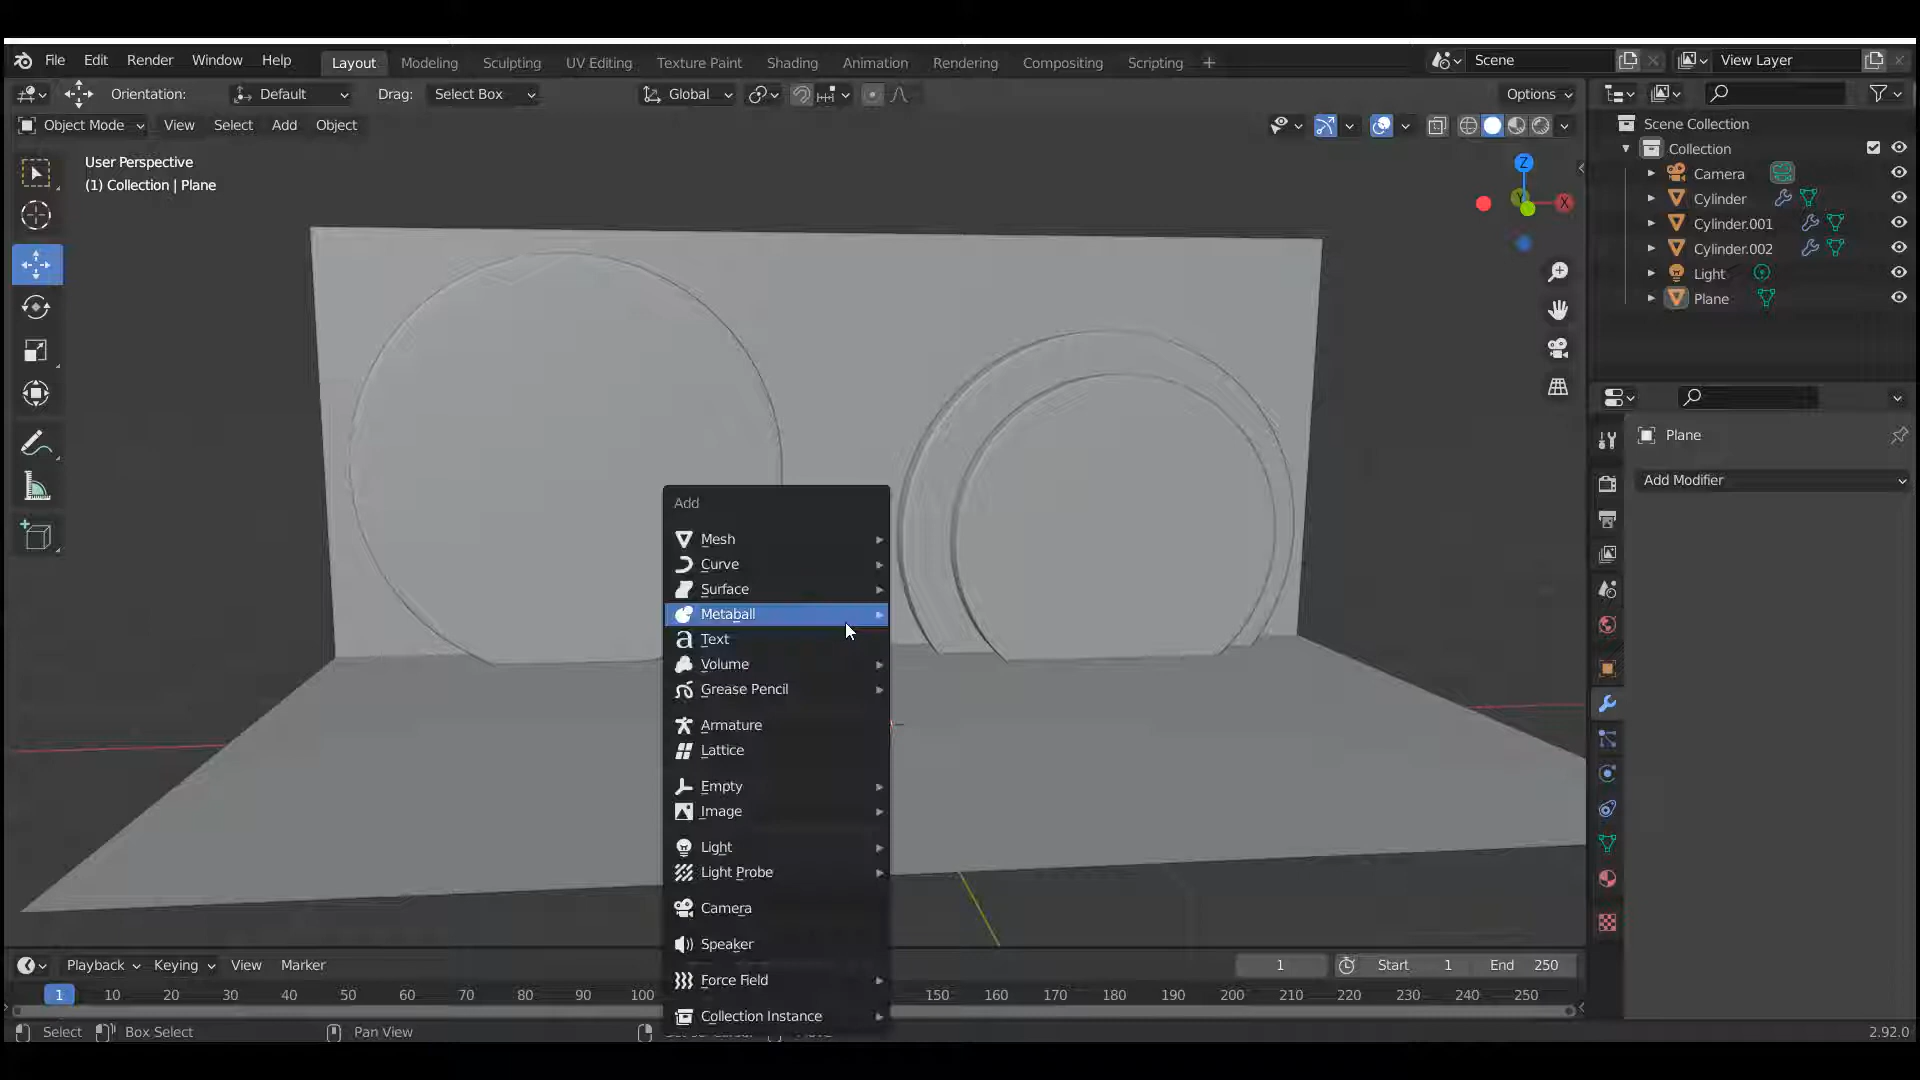 File Edit Render Window Help Layout Modeling Sculpting UV Editing Texture Paint Shading Animation Rendering Compositing Scripting + Scene View Layer
Orientation: Default Drag: Select Box Global Options
Object Mode View Select Add Object
User Perspective
(1) Collection | Plane
Z
Y
X
Scene Collection
Collection
Camera
Cylinder
Cylinder.001
Cylinder.002
Light
Plane
Plane
Add Modifier
Add
Mesh
Curve
Surface
Metaball
Text
Volume
Grease Pencil
Armature
Lattice
Empty
Image
Light
Light Probe
Camera
Speaker
Force Field
Collection Instance
Playback Keying View Marker 1 Start 1 End 250
1 10 20 30 40 50 60 70 80 90 100 150 160 170 180 190 200 210 220 230 240 250
Select Box Select Pan View 2.92.0